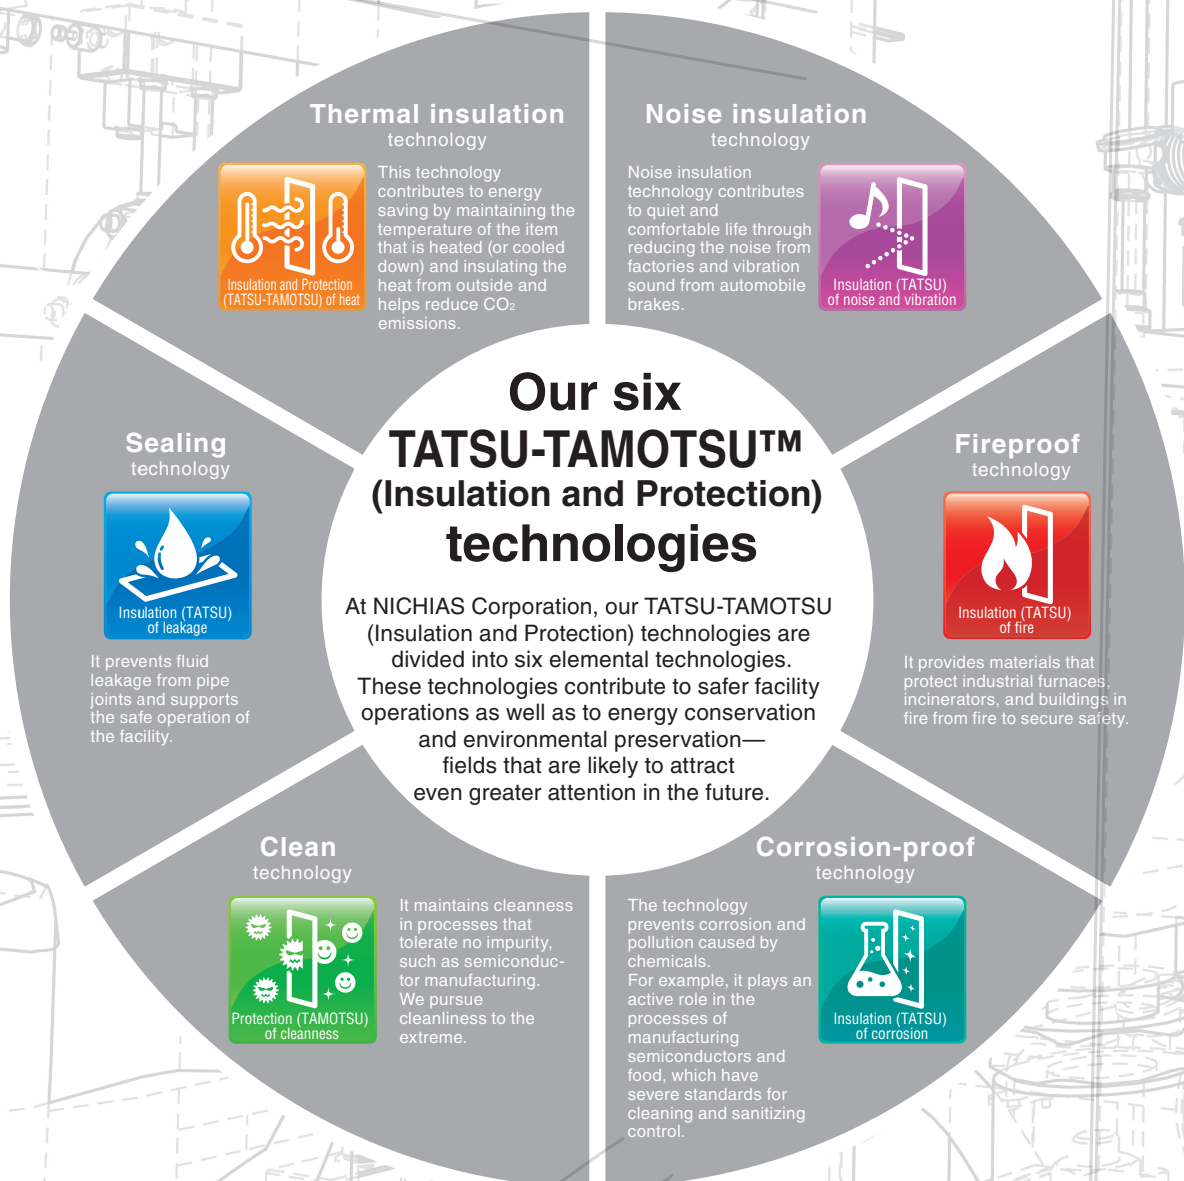 Thermal insulation
technology
Insulation and Protection
(TATSU-TAMOTSU) of heat
This technology
contributes to energy
saving by maintaining the
temperature of the item
that is heated (or cooled
down) and insulating the
heat from outside and
helps reduce CO₂
emissions.
Noise insulation
technology
Noise insulation
technology contributes
to quiet and
comfortable life through
reducing the noise from
factories and vibration
sound from automobile
brakes.
Insulation (TATSU)
of noise and vibration
Our six
TATSU-TAMOTSU™
(Insulation and Protection)
technologies
At NICHIAS Corporation, our TATSU-TAMOTSU
(Insulation and Protection) technologies are
divided into six elemental technologies.
These technologies contribute to safer facility
operations as well as to energy conservation
and environmental preservation—
fields that are likely to attract
even greater attention in the future.
Sealing
technology
Insulation (TATSU)
of leakage
It prevents fluid
leakage from pipe
joints and supports
the safe operation of
the facility.
Fireproof
technology
Insulation (TATSU)
of fire
It provides materials that
protect industrial furnaces,
incinerators, and buildings in
fire from fire to secure safety.
Clean
technology
Protection (TAMOTSU)
of cleanness
It maintains cleanness
in processes that
tolerate no impurity,
such as semiconduc-
tor manufacturing.
We pursue
cleanliness to the
extreme.
Corrosion-proof
technology
The technology
prevents corrosion and
pollution caused by
chemicals.
For example, it plays an
active role in the
processes of
manufacturing
semiconductors and
food, which have
severe standards for
cleaning and sanitizing
control.
Insulation (TATSU)
of corrosion